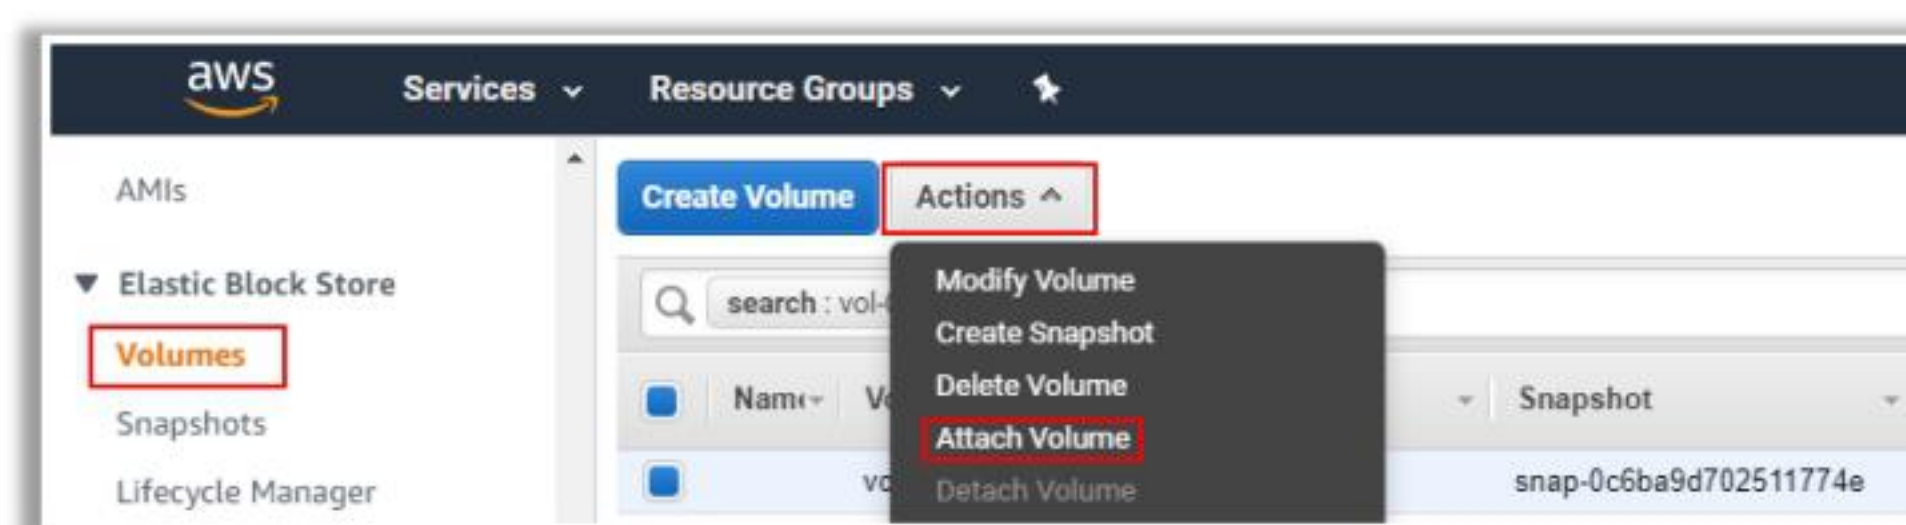 aws Services Resource Groups
AMIs
Create Volume Actions
Elastic Block Store
Modify Volume
search : vol-
Create Snapshot
Volumes
Delete Volume
Snapshot
Attach Volume
Snapshots
Detach Volume
snap-0c6ba9d702511774e
Lifecycle Manager